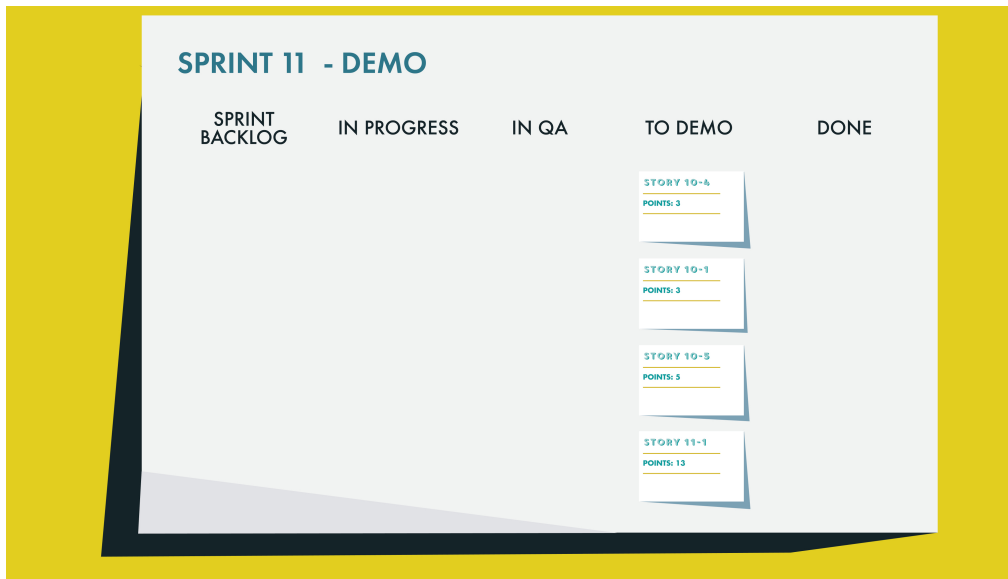 SPRINT 11 - DEMO
SPRINT
BACKLOG
IN PROGRESS
IN QA
TO DEMO
DONE
STORY 10-4
POINTS: 3
STORY 10-1
POINTS: 3
STORY 10-5
POINTS: 5
STORY 11-1
POINTS: 13